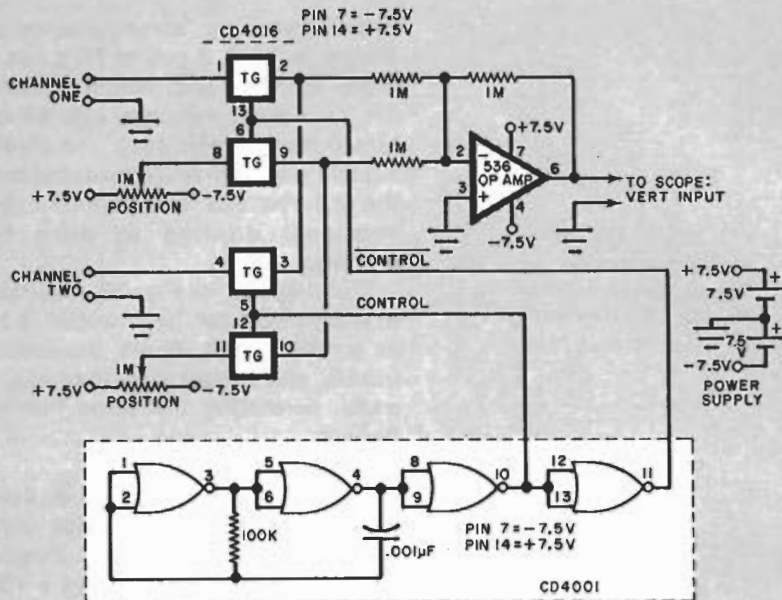 PIN 7 = -7.5V
PIN 14 = +7.5V
CD4016
CHANNEL
ONE
1
TG
2
13
1M
1M
6
8
TG
9
1M
+7.5V
1M
-7.5V
POSITION
2
3
-
+
536
OP AMP
+7.5V
7
6
4
-7.5V
TO SCOPE:
VERT INPUT
CHANNEL
TWO
4
TG
3
5
CONTROL
CONTROL
12
11
TG
10
+7.5V
1M
-7.5V
POSITION
+7.5V
+
7.5V
+
7.5
V
-7.5V
POWER
SUPPLY
1
2
3
5
6
4
8
9
10
12
13
11
100K
.001µF
PIN 7 = -7.5V
PIN 14 = +7.5V
CD4001